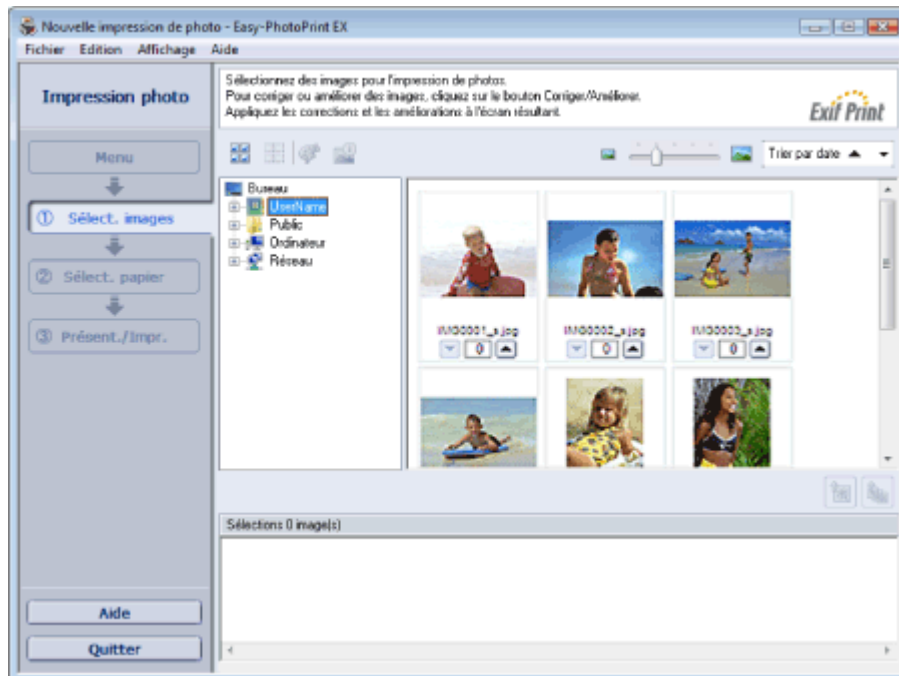 Nouvelle impression de photo - Easy-PhotoPrint EX
Fichier Edition Affichage Aide
Impression photo
Sélectionnez des images pour l'impression de photos.
Pour corriger ou améliorer des images, cliquez sur le bouton Corriger/Améliorer.
Appliquez les corrections et les améliorations à l'écran résultant.
Exif Print
Menu
① Sélect. images
② Sélect. papier
③ Présent./Impr.
Trier par date
Bureau
UserName
Public
Ordinateur
Réseau
IMG0001_s.jpg
IMG0002_s.jpg
IMG0003_s.jpg
0
0
0
Sélections 0 image(s)
Aide
Quitter